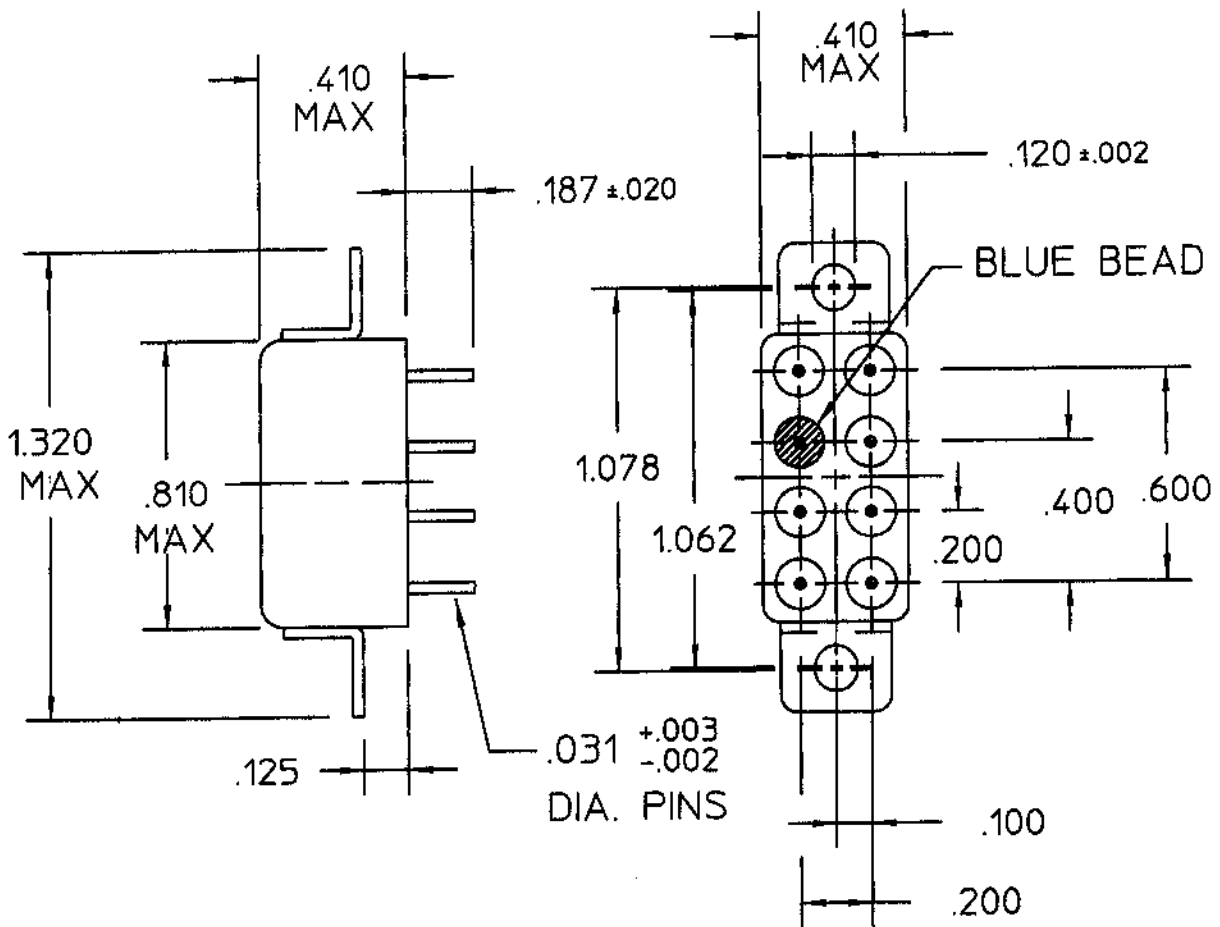 .410
MAX
.187 ±.020
1.320
MAX
.810
MAX
.125
.031 +.003
-.002
DIA. PINS
.410
MAX
.120 ±.002
BLUE BEAD
1.078
1.062
.200
.400
.600
.100
.200